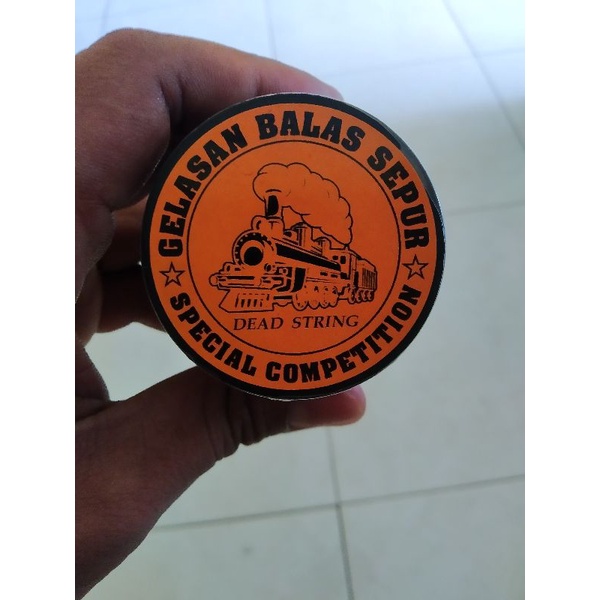 GELASAN BALAS SEPUR
DEAD STRING
SPECIAL COMPETITION